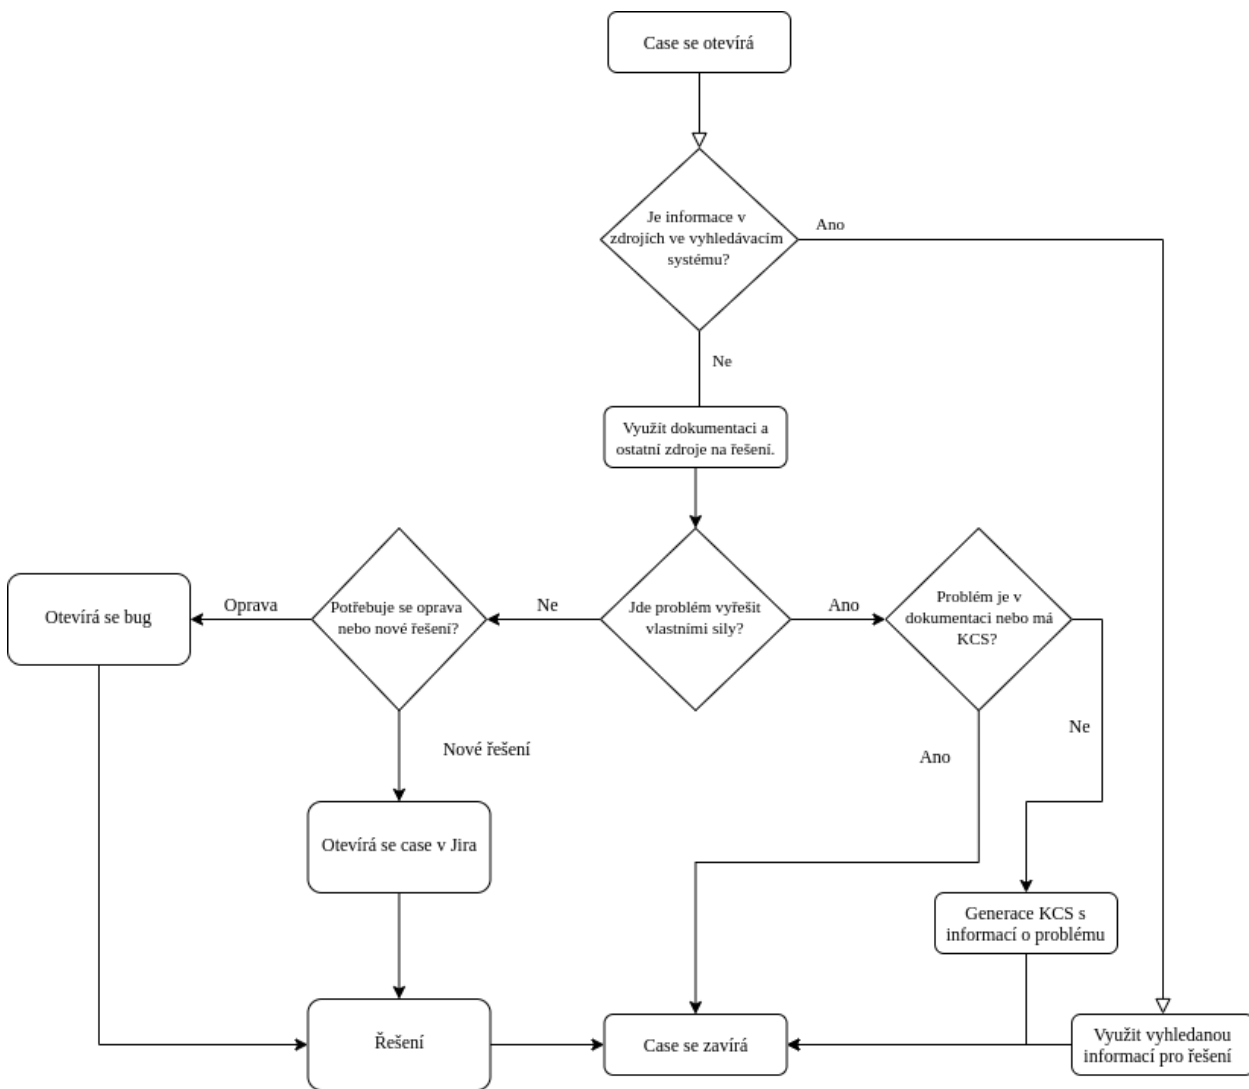 Case se otevírá
Je informace v
zdrojích ve vyhledávacím
systému?
Ano
Ne
Využít dokumentaci a
ostatní zdroje na řešení.
Otevírá se bug
Oprava
Potřebuje se oprava
nebo nové řešení?
Ne
Jde problém vyřešit
vlastními sily?
Ano
Problém je v
dokumentaci nebo má
KCS?
Nové řešení
Ano
Ne
Otevírá se case v Jira
Generace KCS s
informací o problému
Řešení
Case se zavírá
Využit vyhledanou
informací pro řešení